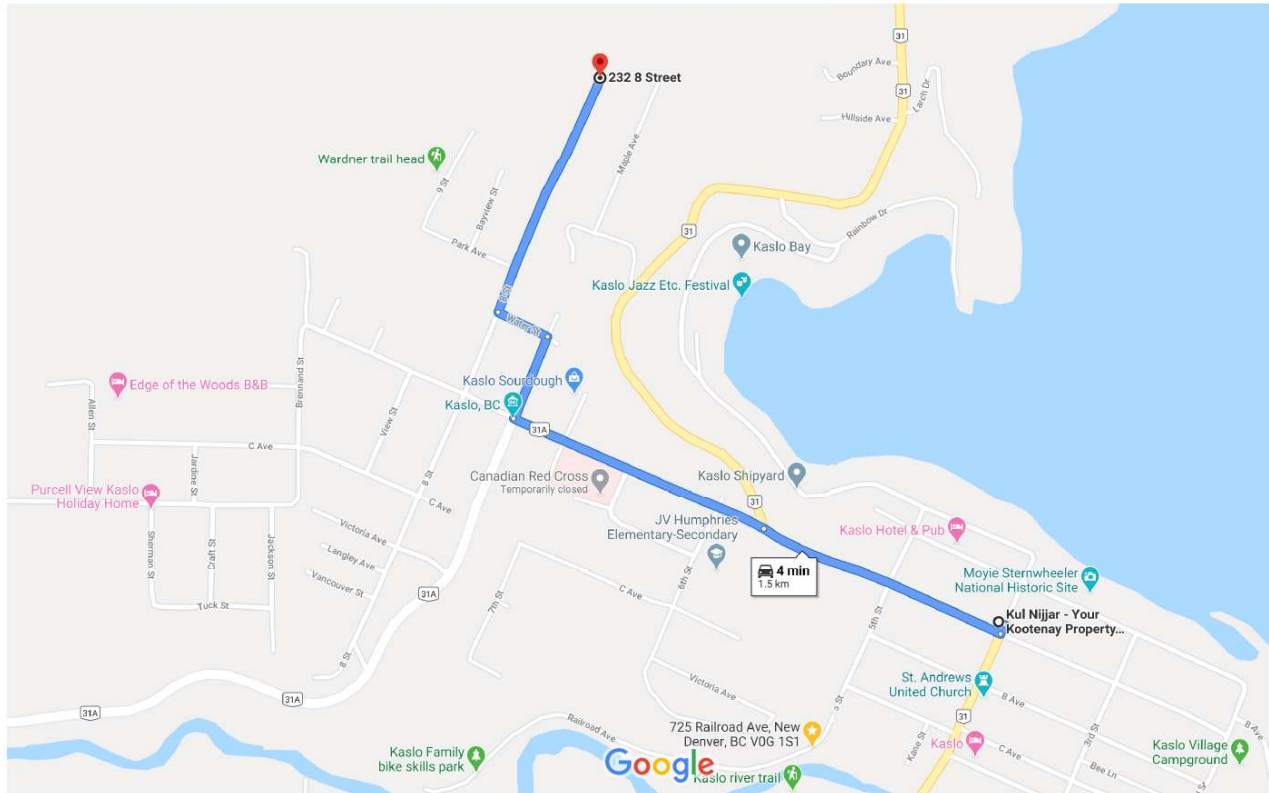 31
Boundary Ave
31
Larch Dr
Hillside Ave
232 8 Street
Maple Ave
Wardner trail head
9 St
Bayview St
Park Ave
31
Rainbow Dr
Kaslo Bay
Kaslo Jazz Etc. Festival
8 St
Water St
Brennand St
Edge of the Woods B&B
Kaslo Sourdough
Kaslo, BC
View St
Allen St
31A
C Ave
Jardine St
Canadian Red Cross
Temporarily closed
Kaslo Shipyard
Purcell View Kaslo
Holiday Home
8 St
C Ave
31
JV Humphries
Elementary-Secondary
Kaslo Hotel & Pub
Victoria Ave
Sherman St
Craft St
Jackson St
Langley Ave
Vancouver St
4 min
1.5 km
6th St
C Ave
Moyie Sternwheeler
National Historic Site
Tuck St
31A
7th St
5th St
Kul Nijjar - Your
Kootenay Property...
8 St
Victoria Ave
St. Andrews
United Church
B Ave
31A
31A
31
Railroad Ave
725 Railroad Ave, New
Denver, BC V0G 1S1
5 St
Kane St
Kaslo
C Ave
3rd St
B Ave
Bee Ln
Kaslo Family
bike skills park
Google
Kaslo river trail
Kaslo Village
Campground